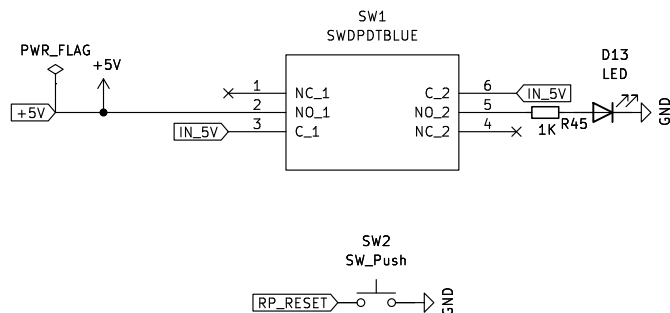 SW1
SWDPDTBLUE
PWR_FLAG
+5V
D13
LED
1 NC_1 C_2 6 IN_5V
+5V 2 NO_1 NO_2 5 GND
IN_5V 3 C_1 NC_2 4 1K R45
SW2
SW_Push
RP_RESET GND